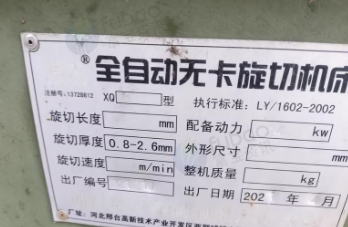 ®全自动无卡旋切机床
注册号: 13728612 XQ 型 执行标准: LY/1602-2002
旋切长度 mm 配备动力 kw
旋切厚度 0.8-2.6mm 外形尺寸 mm
旋切速度 m/min 整机质量 kg
出厂编号 出厂日期 202 年 月
厂址: 河北邢台高新技术产业开发区